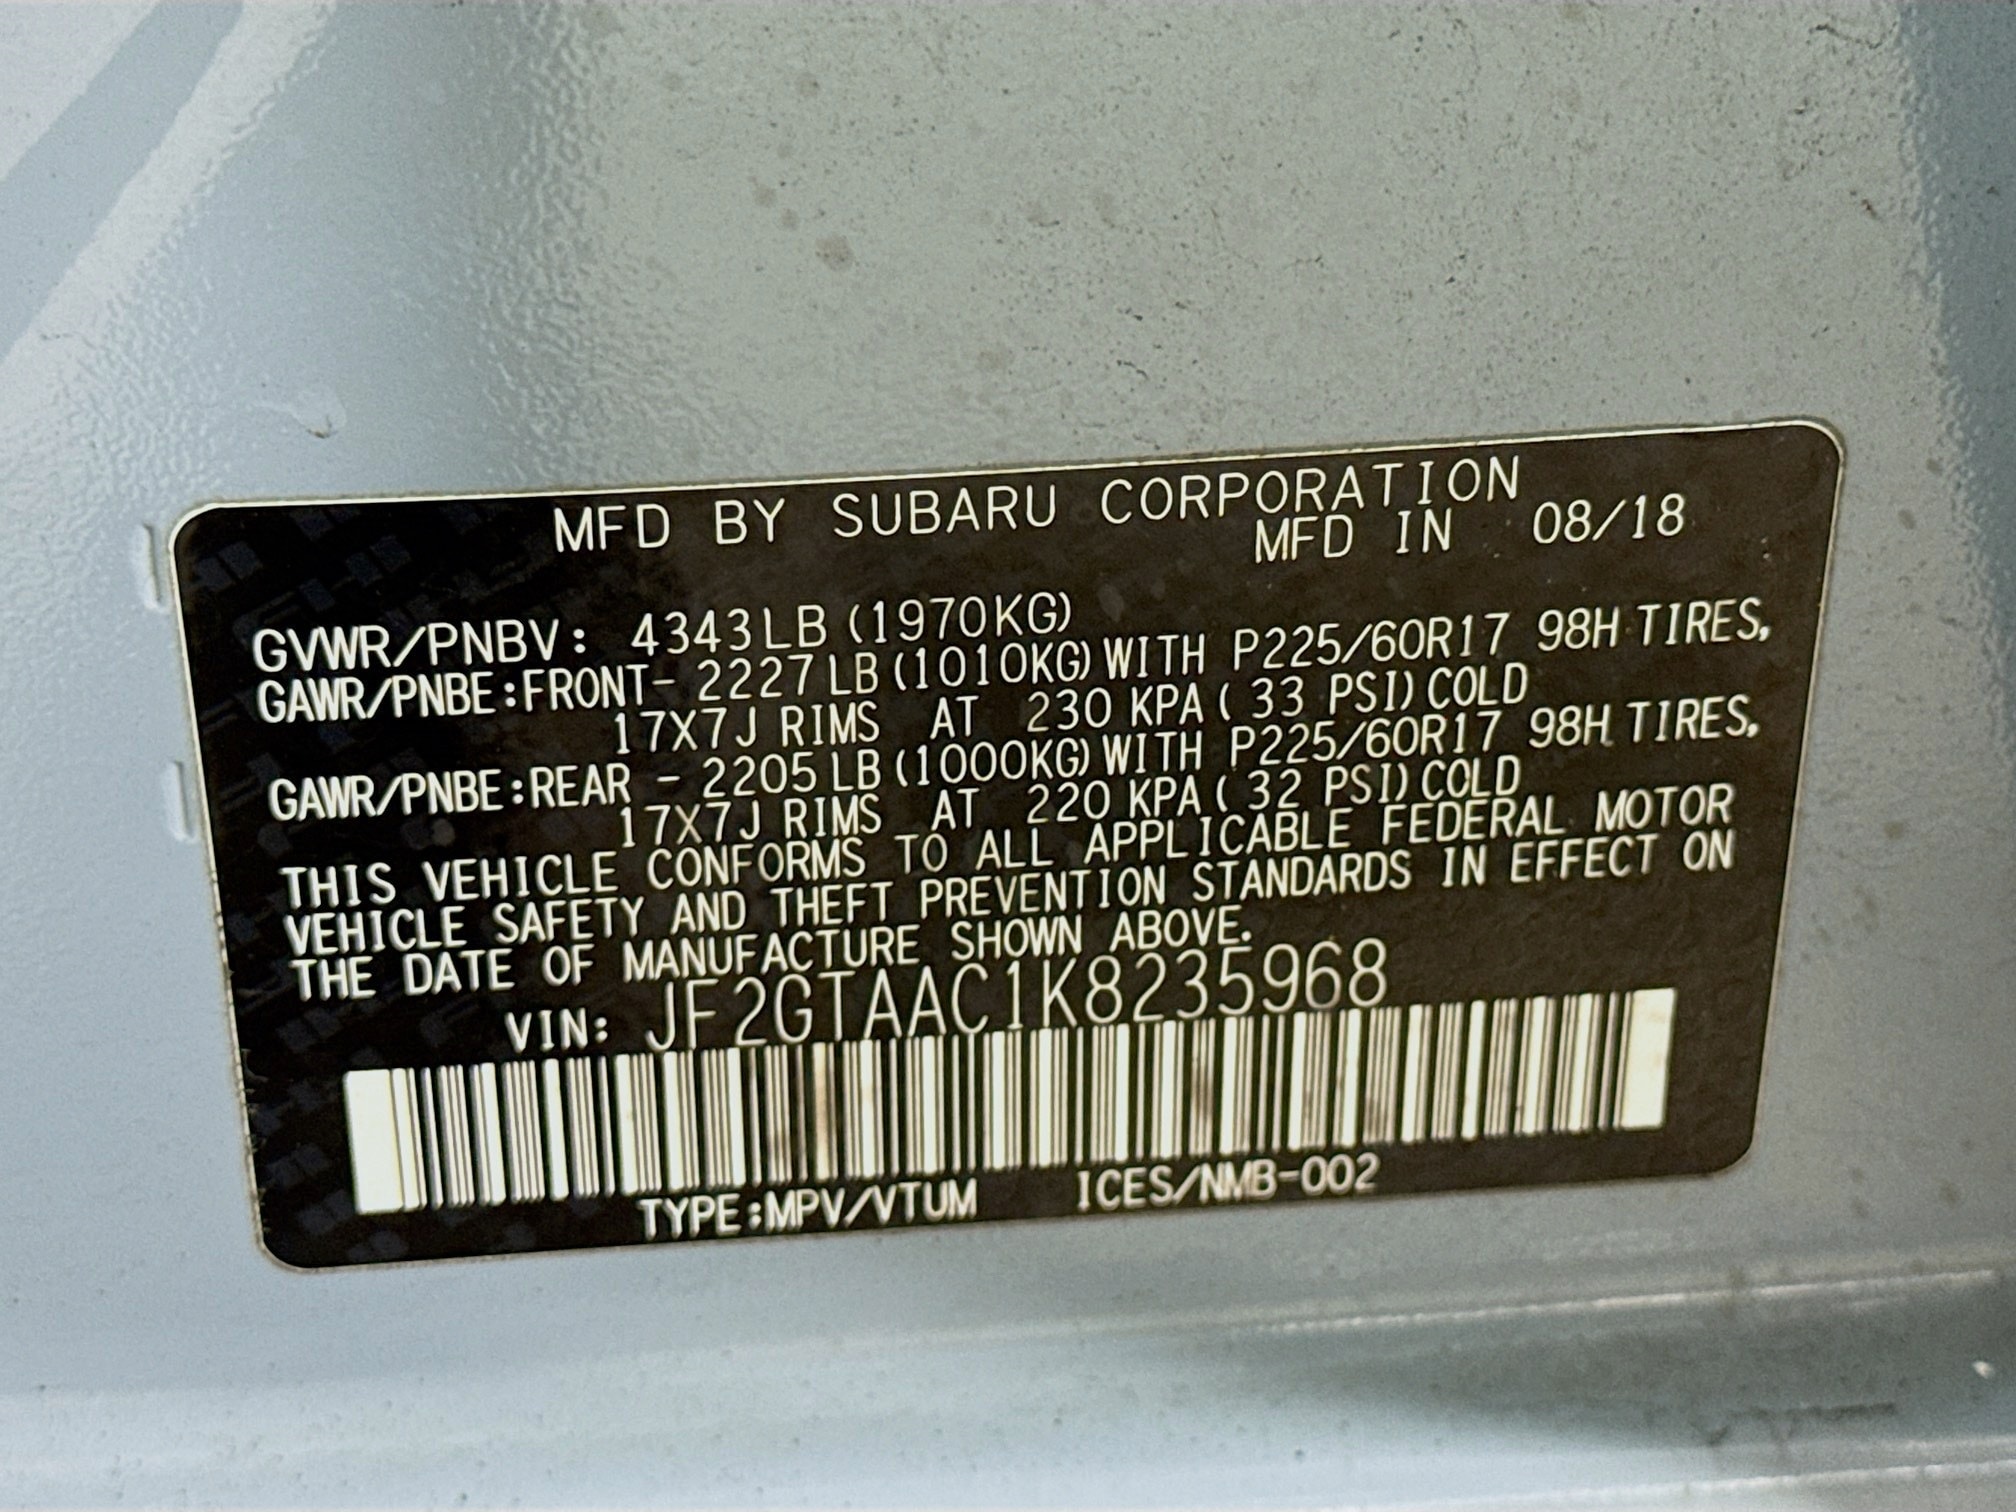 MFD BY SUBARU CORPORATION
MFD IN 08/18
GVWR/PNBV: 4343LB (1970KG)
GAWR/PNBE:FRONT- 2227LB(1010KG)WITH P225/60R17 98H TIRES,
17X7J RIMS AT 230 KPA( 33 PSI)COLD
GAWR/PNBE:REAR - 2205LB(1000KG)WITH P225/60R17 98H TIRES,
17X7J RIMS AT 220 KPA( 32 PSI)COLD
THIS VEHICLE CONFORMS TO ALL APPLICABLE FEDERAL MOTOR
VEHICLE SAFETY AND THEFT PREVENTION STANDARDS IN EFFECT ON
THE DATE OF MANUFACTURE SHOWN ABOVE.
VIN: JF2GTAAC1K8235968
TYPE:MPV/VTUM ICES/NMB-002